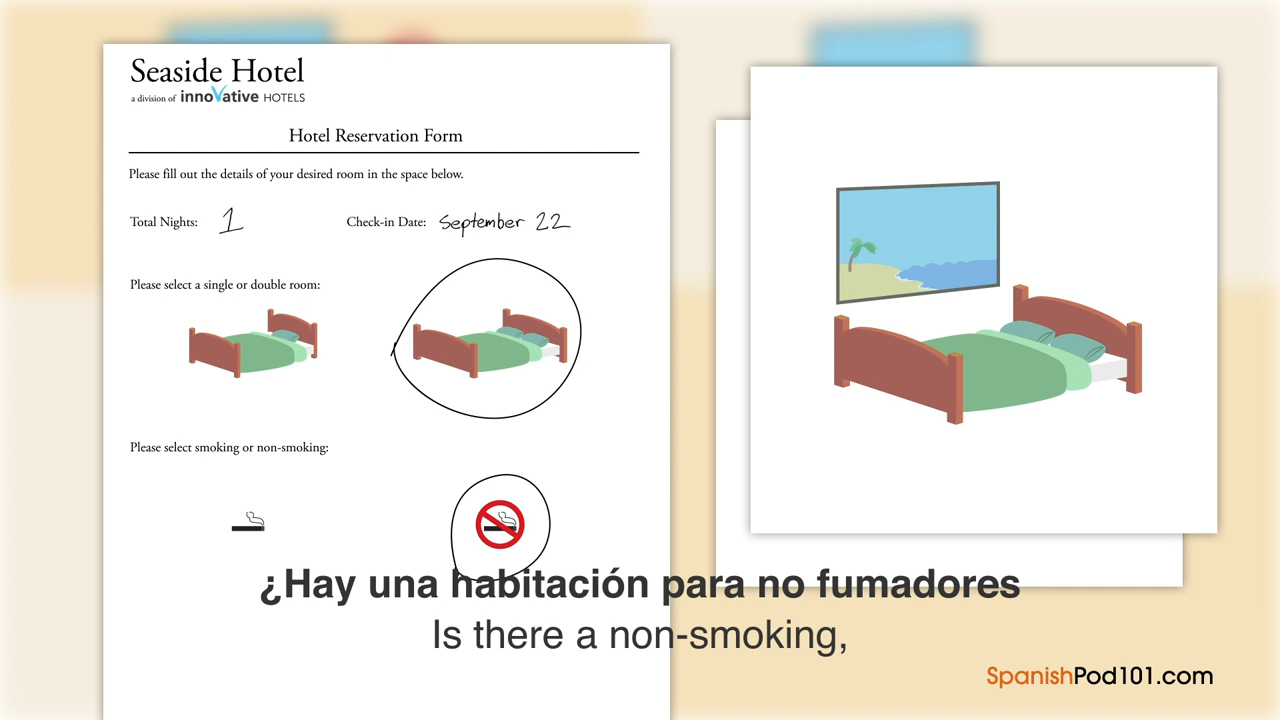 Seaside Hotel
a division of innovative HOTELS
Hotel Reservation Form
Please fill out the details of your desired room in the space below.
Total Nights: 1 Check-in Date: September 22
Please select a single or double room:
Please select smoking or non-smoking:
¿Hay una habitación para no fumadores
Is there a non-smoking,
SpanishPod101.com